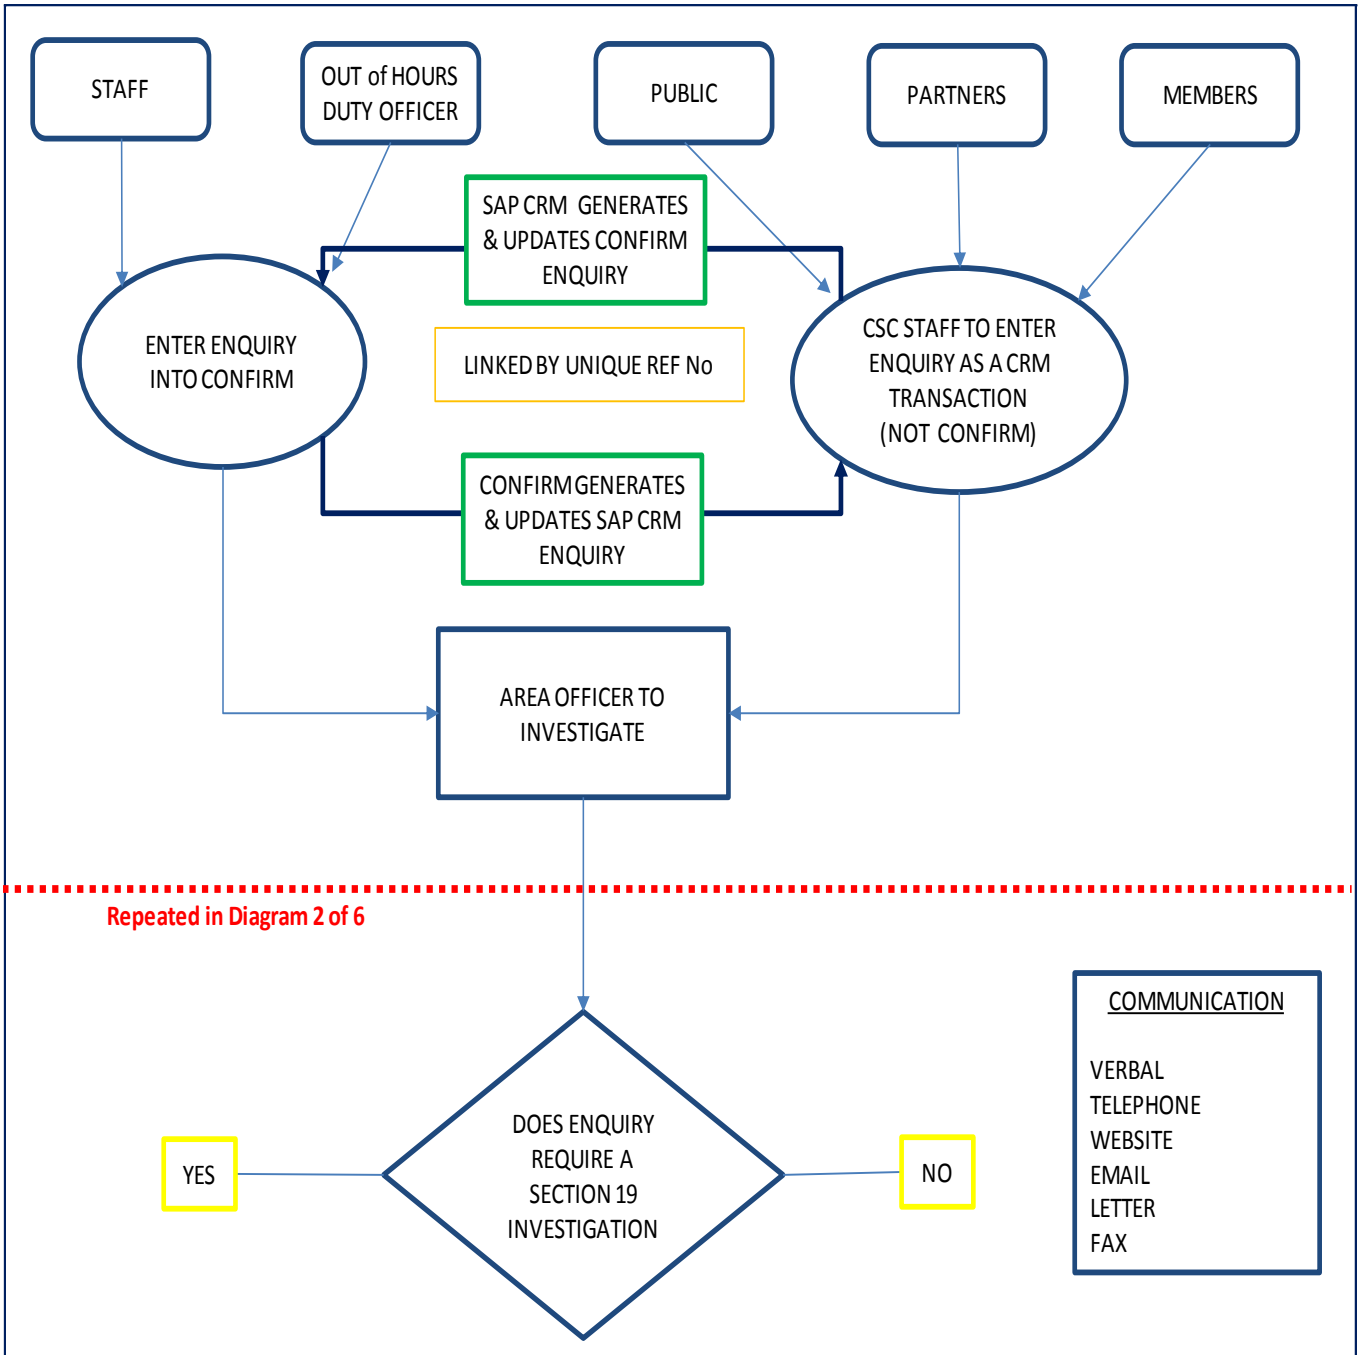 STAFF
OUT of HOURS
DUTY OFFICER
PUBLIC
PARTNERS
MEMBERS
SAP CRM GENERATES
& UPDATES CONFIRM
ENQUIRY
ENTER ENQUIRY
INTO CONFIRM
LINKED BY UNIQUE REF No
CSC STAFF TO ENTER
ENQUIRY AS A CRM
TRANSACTION
(NOT CONFIRM)
CONFIRM GENERATES
& UPDATES SAP CRM
ENQUIRY
AREA OFFICER TO
INVESTIGATE
Repeated in Diagram 2 of 6
DOES ENQUIRY
REQUIRE A
SECTION 19
INVESTIGATION
YES
NO
COMMUNICATION
VERBAL
TELEPHONE
WEBSITE
EMAIL
LETTER
FAX